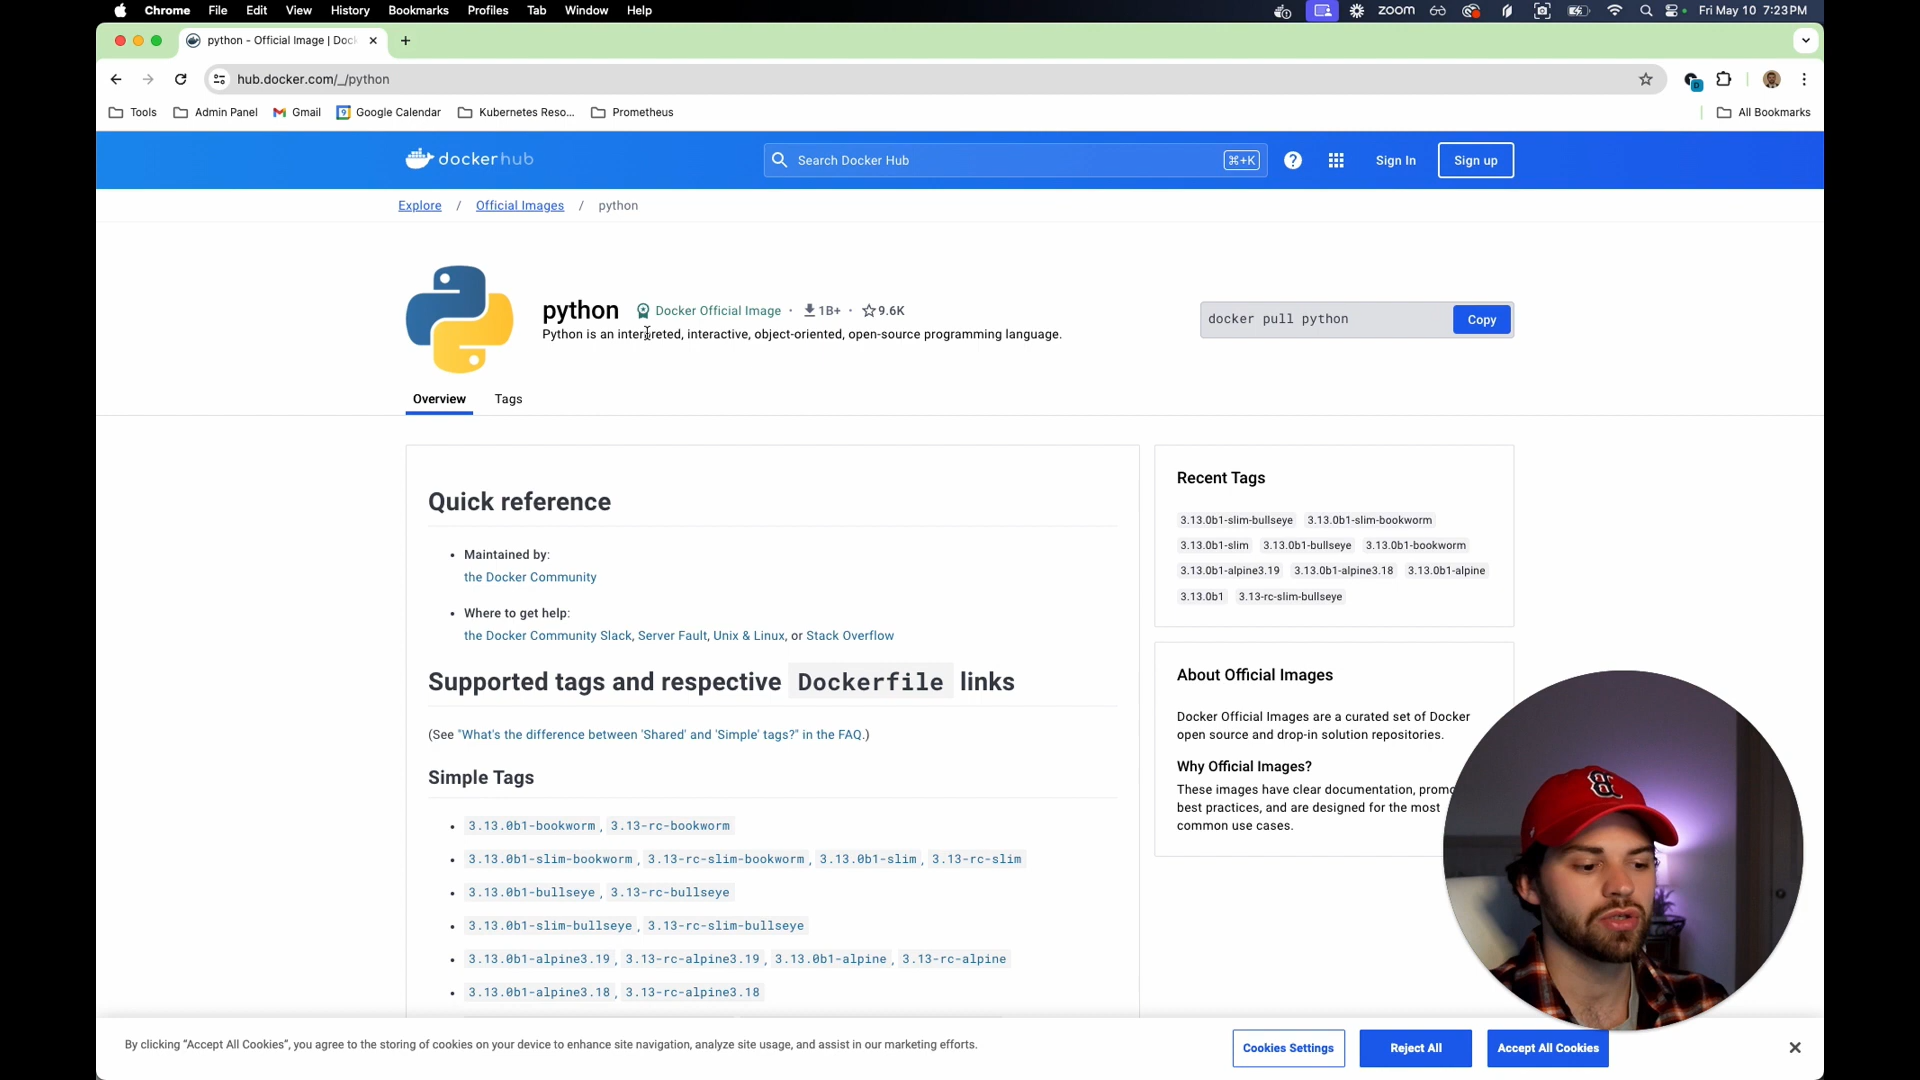 Chrome File Edit View History Bookmarks Profiles Tab Window Help zoom Fri May 10 7:23 PM
python - Official Image | Doc
hub.docker.com/_/python
Tools Admin Panel Gmail Google Calendar Kubernetes Reso... Prometheus All Bookmarks
dockerhub Search Docker Hub ⌘+K Sign In Sign up
Explore / Official Images / python
python Docker Official Image · 1B+ · 9.6K
Python is an interpreted, interactive, object-oriented, open-source programming language.
docker pull python Copy
Overview Tags
Quick reference
• Maintained by:
the Docker Community
• Where to get help:
the Docker Community Slack, Server Fault, Unix & Linux, or Stack Overflow
Supported tags and respective Dockerfile links
(See "What's the difference between 'Shared' and 'Simple' tags?" in the FAQ.)
Simple Tags
• 3.13.0b1-bookworm, 3.13-rc-bookworm
• 3.13.0b1-slim-bookworm, 3.13-rc-slim-bookworm, 3.13.0b1-slim, 3.13-rc-slim
• 3.13.0b1-bullseye, 3.13-rc-bullseye
• 3.13.0b1-slim-bullseye, 3.13-rc-slim-bullseye
• 3.13.0b1-alpine3.19, 3.13-rc-alpine3.19, 3.13.0b1-alpine, 3.13-rc-alpine
• 3.13.0b1-alpine3.18, 3.13-rc-alpine3.18
Recent Tags
3.13.0b1-slim-bullseye 3.13.0b1-slim-bookworm
3.13.0b1-slim 3.13.0b1-bullseye 3.13.0b1-bookworm
3.13.0b1-alpine3.19 3.13.0b1-alpine3.18 3.13.0b1-alpine
3.13.0b1 3.13-rc-slim-bullseye
About Official Images
Docker Official Images are a curated set of Docker
open source and drop-in solution repositories.
Why Official Images?
These images have clear documentation, promo
best practices, and are designed for the most
common use cases.
B
By clicking “Accept All Cookies”, you agree to the storing of cookies on your device to enhance site navigation, analyze site usage, and assist in our marketing efforts.
Cookies Settings Reject All Accept All Cookies